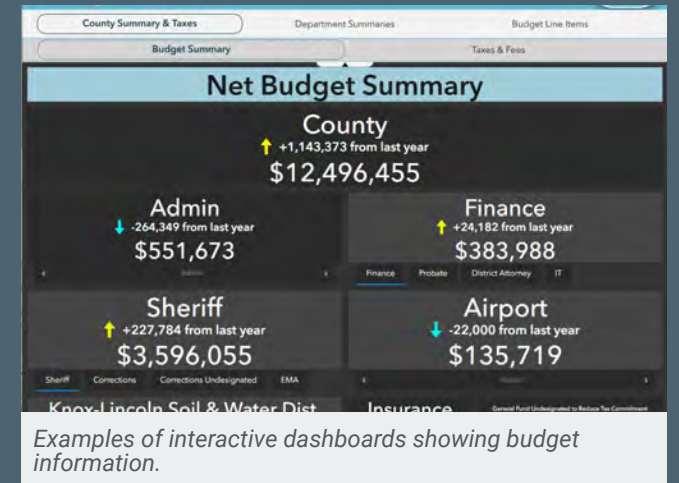 County Summary & Taxes Department Summaries Budget Line Items
Budget Summary Taxes & Fees
Net Budget Summary
County
+1,143,373 from last year
$12,496,455
Admin
-264,349 from last year
$551,673
Finance
+24,182 from last year
$383,988
Finance Probate District Attorney IT
Sheriff
+227,784 from last year
$3,596,055
Sheriff Corrections Corrections Undesignated EMA
Airport
-22,000 from last year
$135,719
Knox-Lincoln Soil & Water Dist
Insurance
General Fund Undesignated to Reduce Tax Commitment
Examples of interactive dashboards showing budget
information.